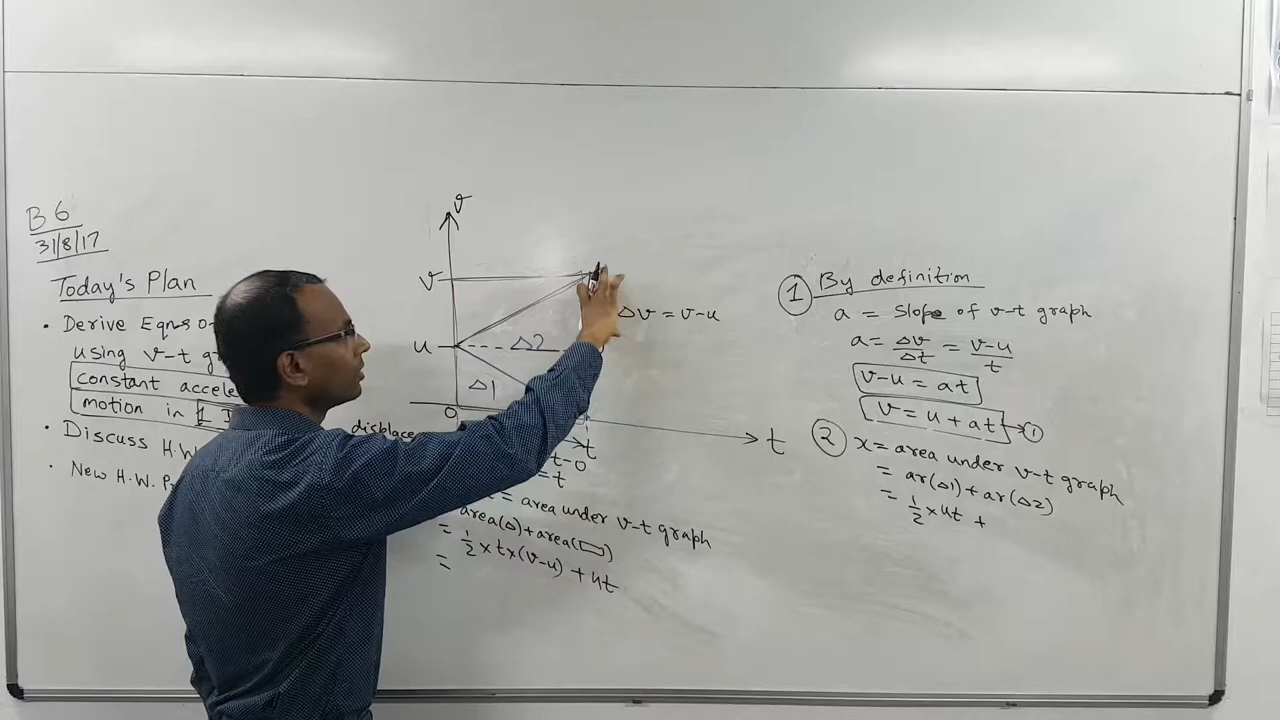 B 6
31/8/17
Today's Plan
• Derive Eqns
using v-t
constant
motion in 1
• Discuss H.W
• New H.W.
v
v
u
Δ2
Δ1
0
t
Δv = v-u
t
t-0
= t
= area under v-t graph
= area(Δ)+area(▭)
= 1/2 × t × (v-u) + ut
=
① By definition
a = slope of v-t graph
a = Δv/Δt = (v-u)/t
v-u = at
v = u + at → ①
② x = area under v-t graph
= ar(Δ1) + ar(Δ2)
= 1/2 × ut +